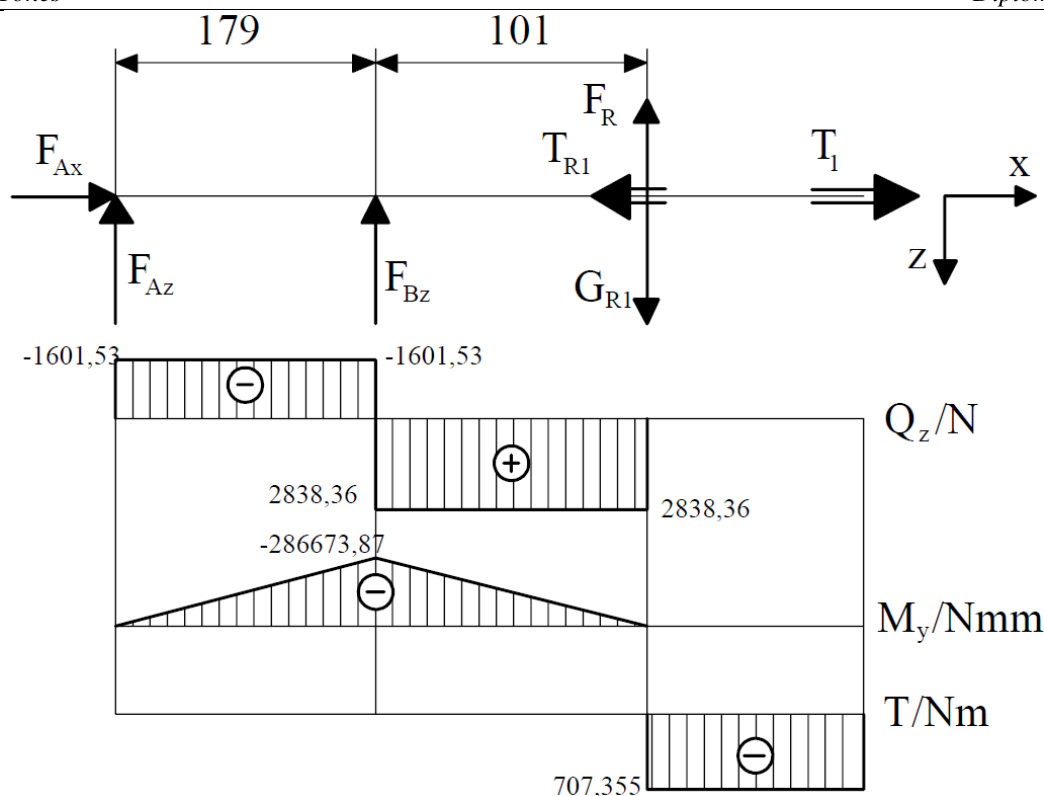 179 101
F_R
F_Ax T_R1 T_1 x
F_Az F_Bz G_R1 z
-1601,53 -1601,53
−
Q_z/N
+
2838,36 2838,36
-286673,87
−
M_y/Nmm
T/Nm
−
707,355